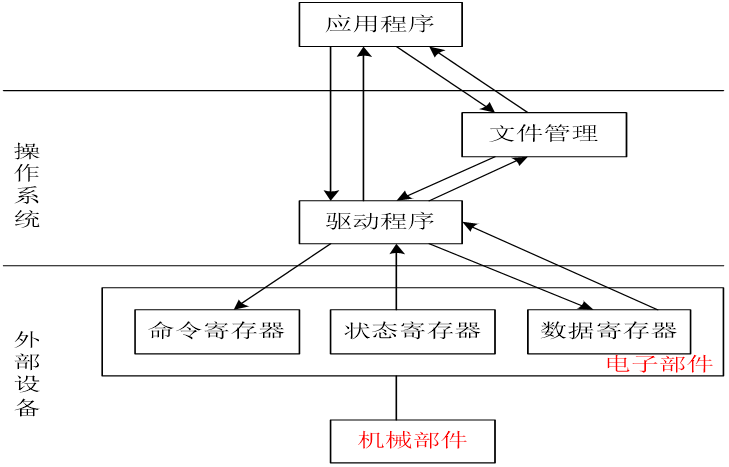 应用程序
文件管理
操作系统
驱动程序
命令寄存器
状态寄存器
数据寄存器
电子部件
外部设备
机械部件